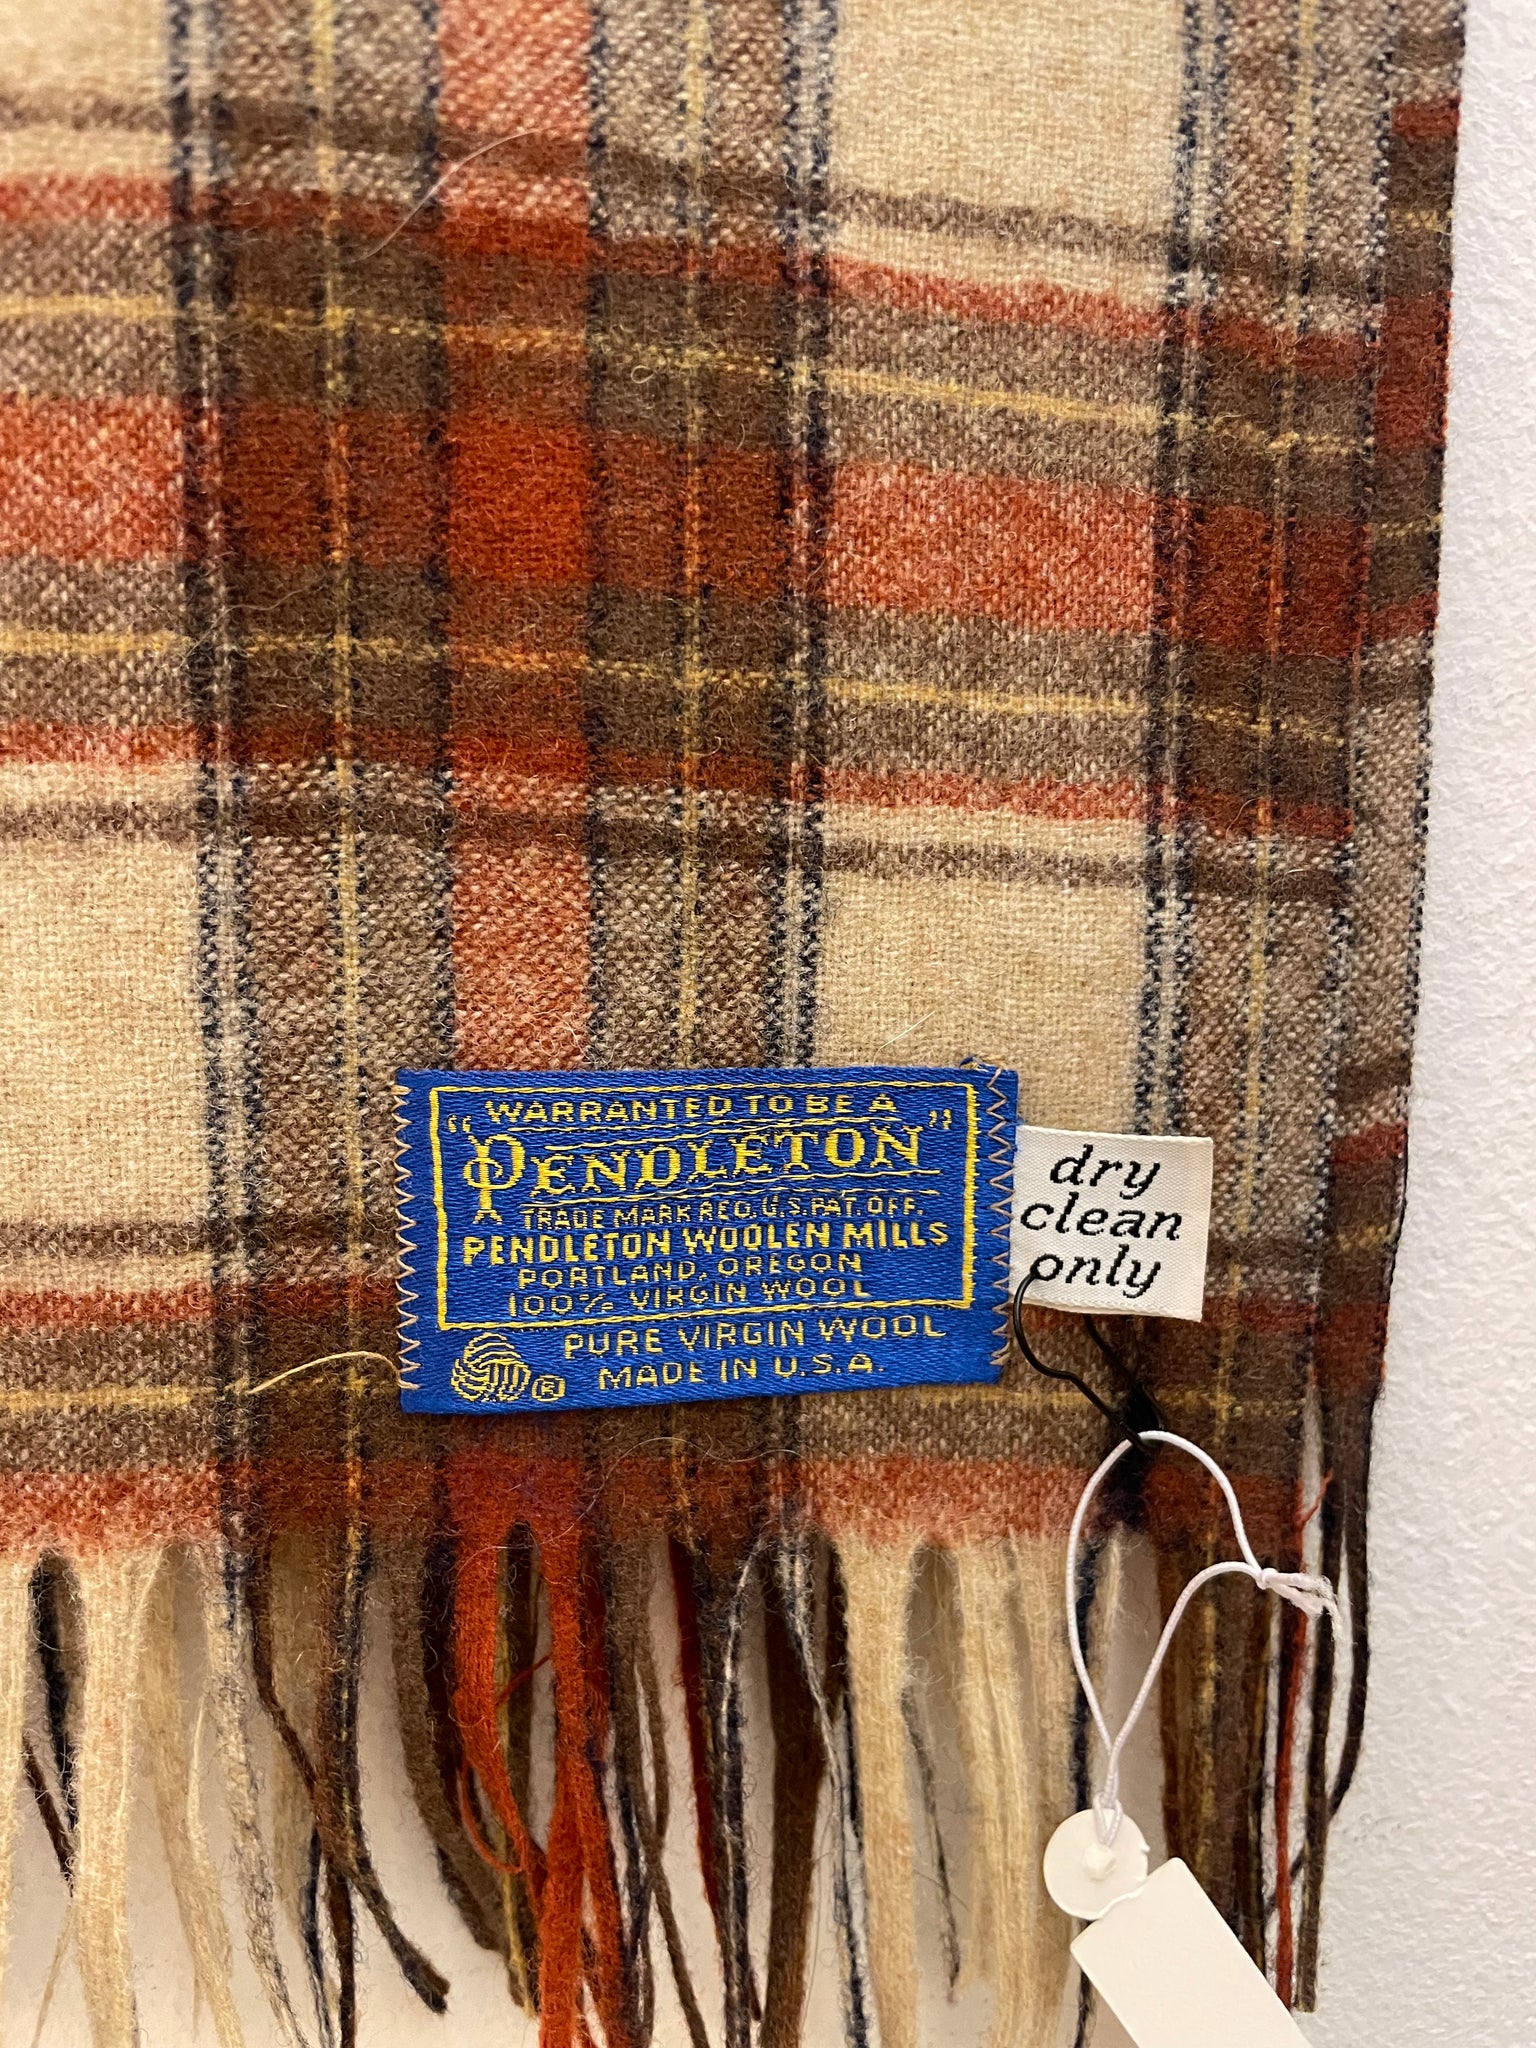 "WARRANTED TO BE A
PENDLETON"
TRADE MARK REG. U.S. PAT. OFF.
PENDLETON WOOLEN MILLS
PORTLAND, OREGON
100% VIRGIN WOOL
PURE VIRGIN WOOL
® MADE IN U.S.A.
dry
clean
only